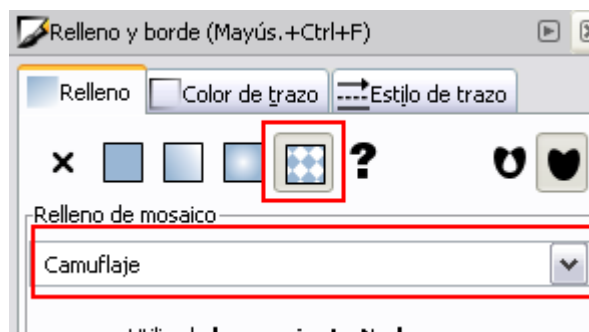 Relleno y borde (Mayús.+Ctrl+F)
Relleno Color de trazo Estilo de trazo
?
Relleno de mosaico
Camuflaje